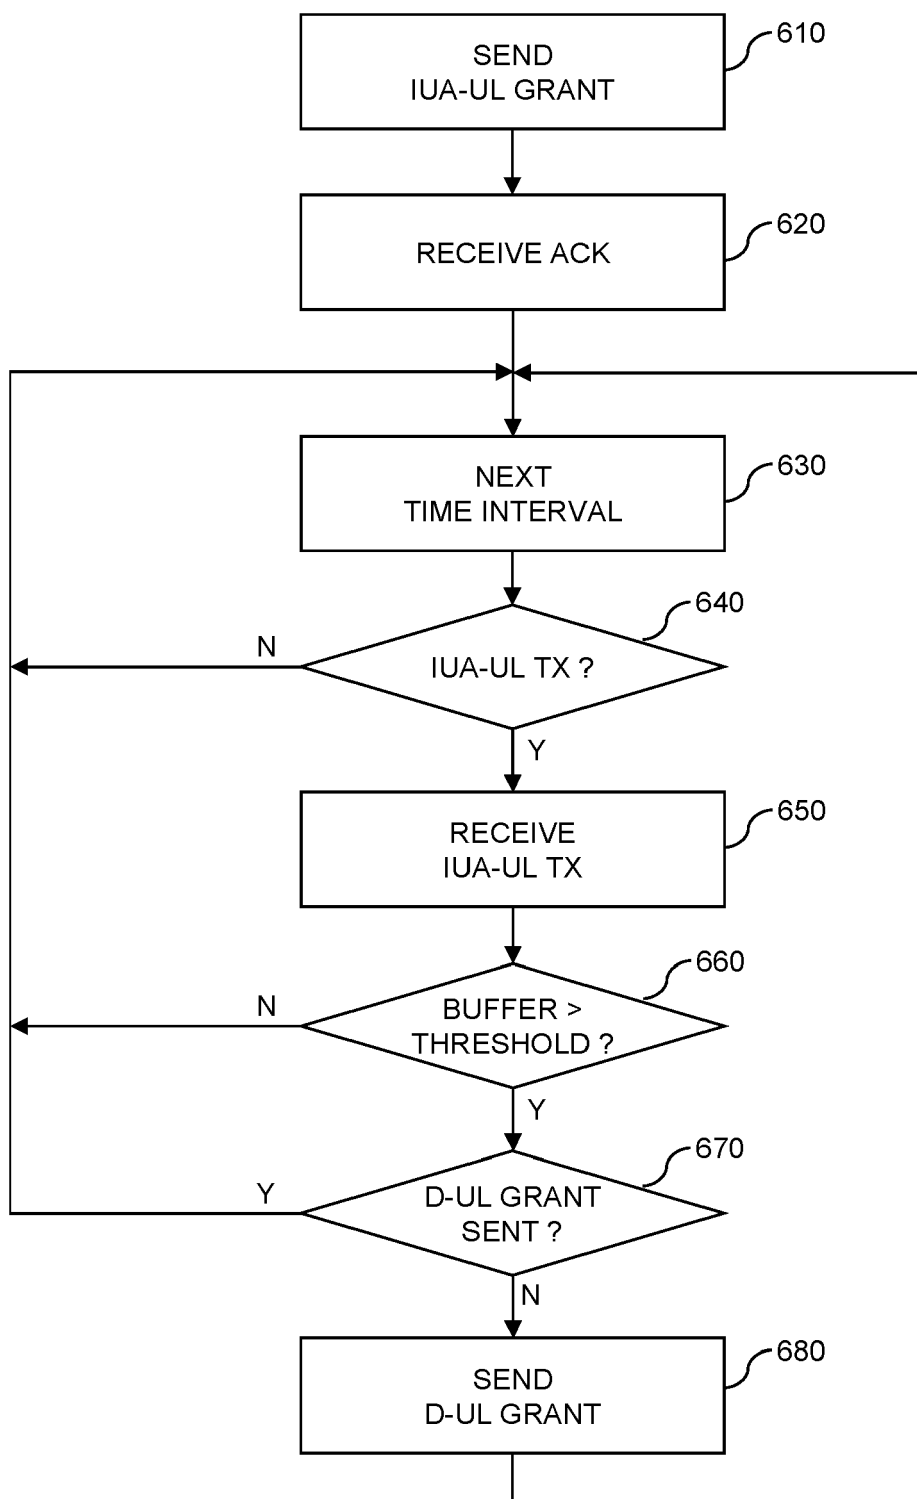 610
SEND
IUA-UL GRANT
620
RECEIVE ACK
630
NEXT
TIME INTERVAL
640
N
IUA-UL TX ?
Y
650
RECEIVE
IUA-UL TX
660
N
BUFFER >
THRESHOLD ?
Y
670
Y
D-UL GRANT
SENT ?
N
680
SEND
D-UL GRANT